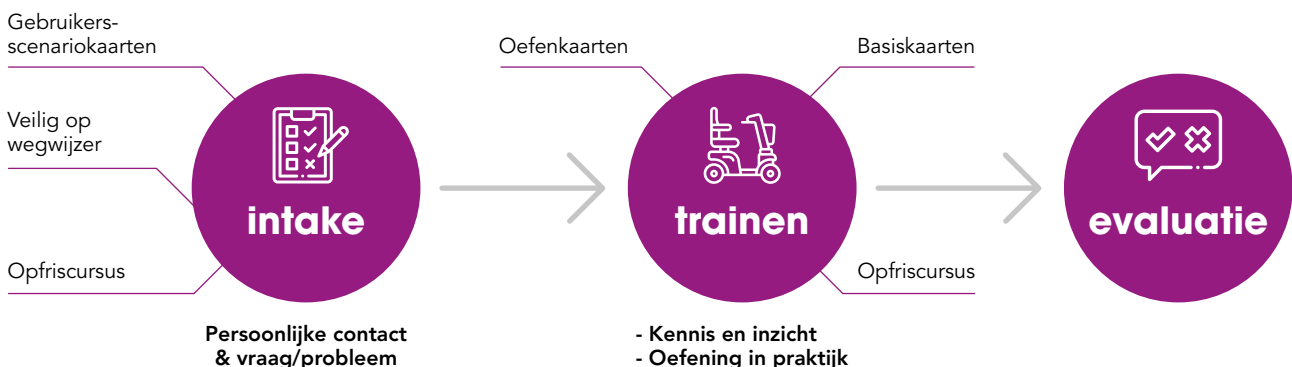 Gebruikers-
scenariokaarten
Veilig op
wegwijzer
Opfriscursus
intake
Persoonlijke contact
& vraag/probleem
Oefenkaarten
Basiskaarten
trainen
Opfriscursus
- Kennis en inzicht
- Oefening in praktijk
evaluatie